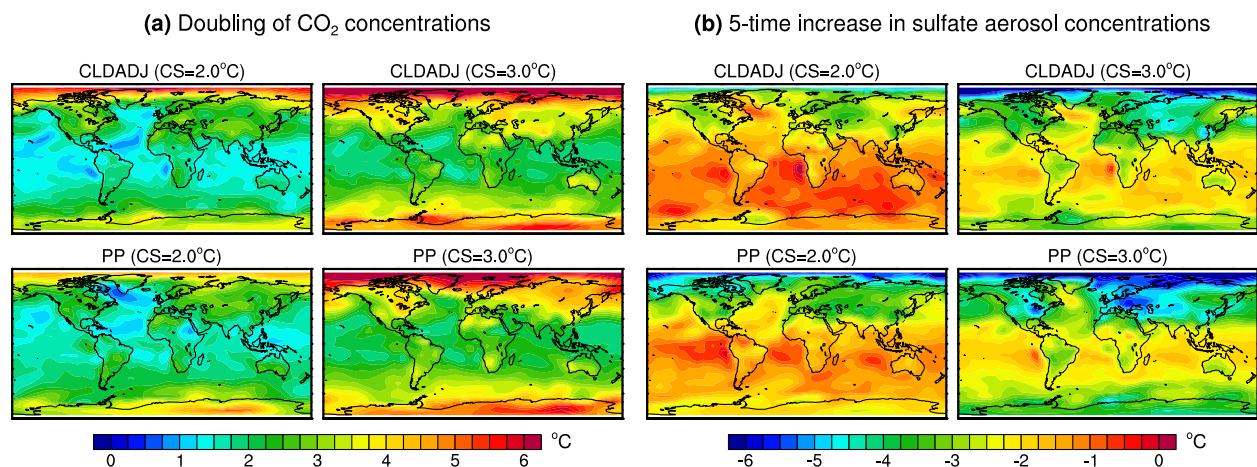 (a) Doubling of CO₂ concentrations
(b) 5-time increase in sulfate aerosol concentrations
CLDADJ (CS=2.0°C)
CLDADJ (CS=3.0°C)
CLDADJ (CS=2.0°C)
CLDADJ (CS=3.0°C)
PP (CS=2.0°C)
PP (CS=3.0°C)
PP (CS=2.0°C)
PP (CS=3.0°C)
0 1 2 3 4 5 6 °C
-6 -5 -4 -3 -2 -1 0 °C